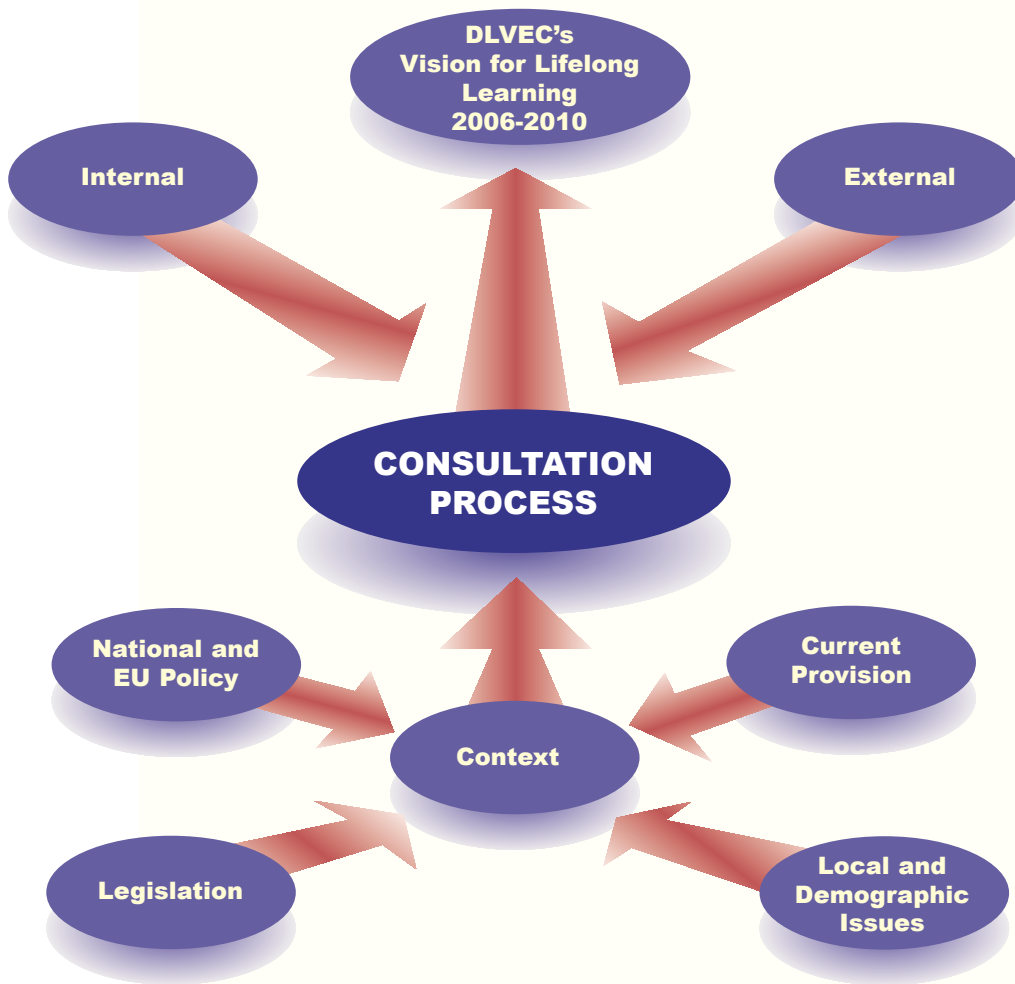 DLVEC's
Vision for Lifelong
Learning
2006-2010
Internal
External
CONSULTATION
PROCESS
National and
EU Policy
Current
Provision
Context
Legislation
Local and
Demographic
Issues